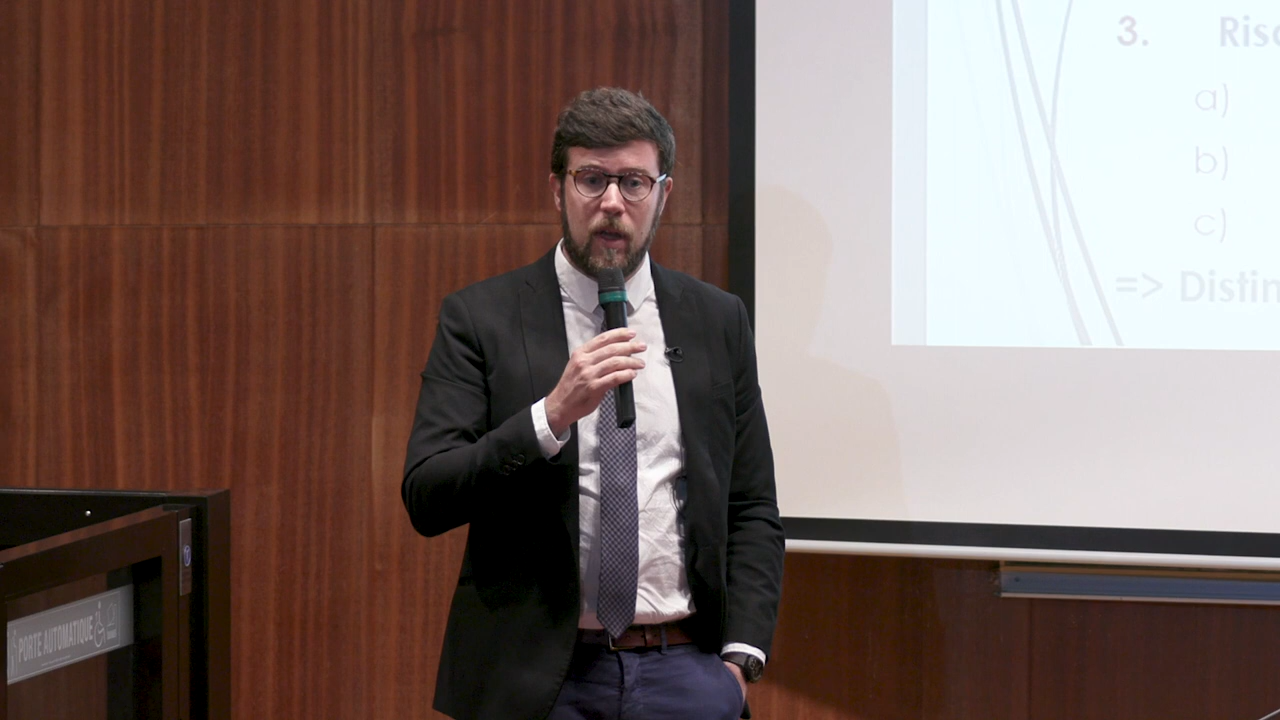 3. Risc
a)
b)
c)
=> Distin
PORTE AUTOMATIQUE